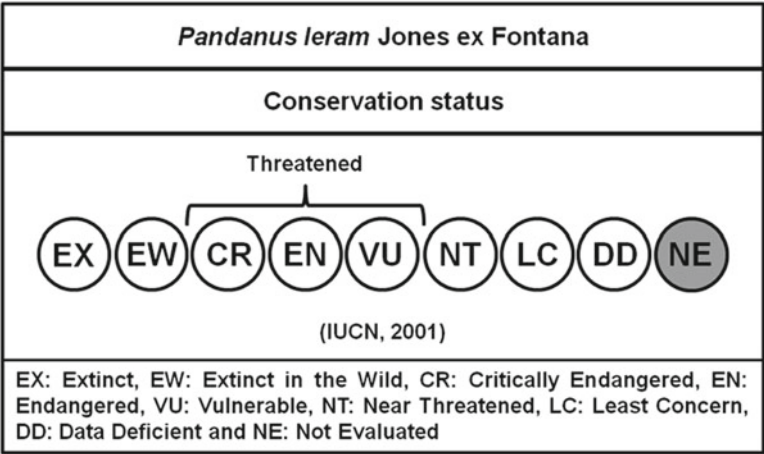 Pandanus leram Jones ex Fontana
Conservation status
Threatened
EX EW CR EN VU NT LC DD NE
(IUCN, 2001)
EX: Extinct, EW: Extinct in the Wild, CR: Critically Endangered, EN:
Endangered, VU: Vulnerable, NT: Near Threatened, LC: Least Concern,
DD: Data Deficient and NE: Not Evaluated